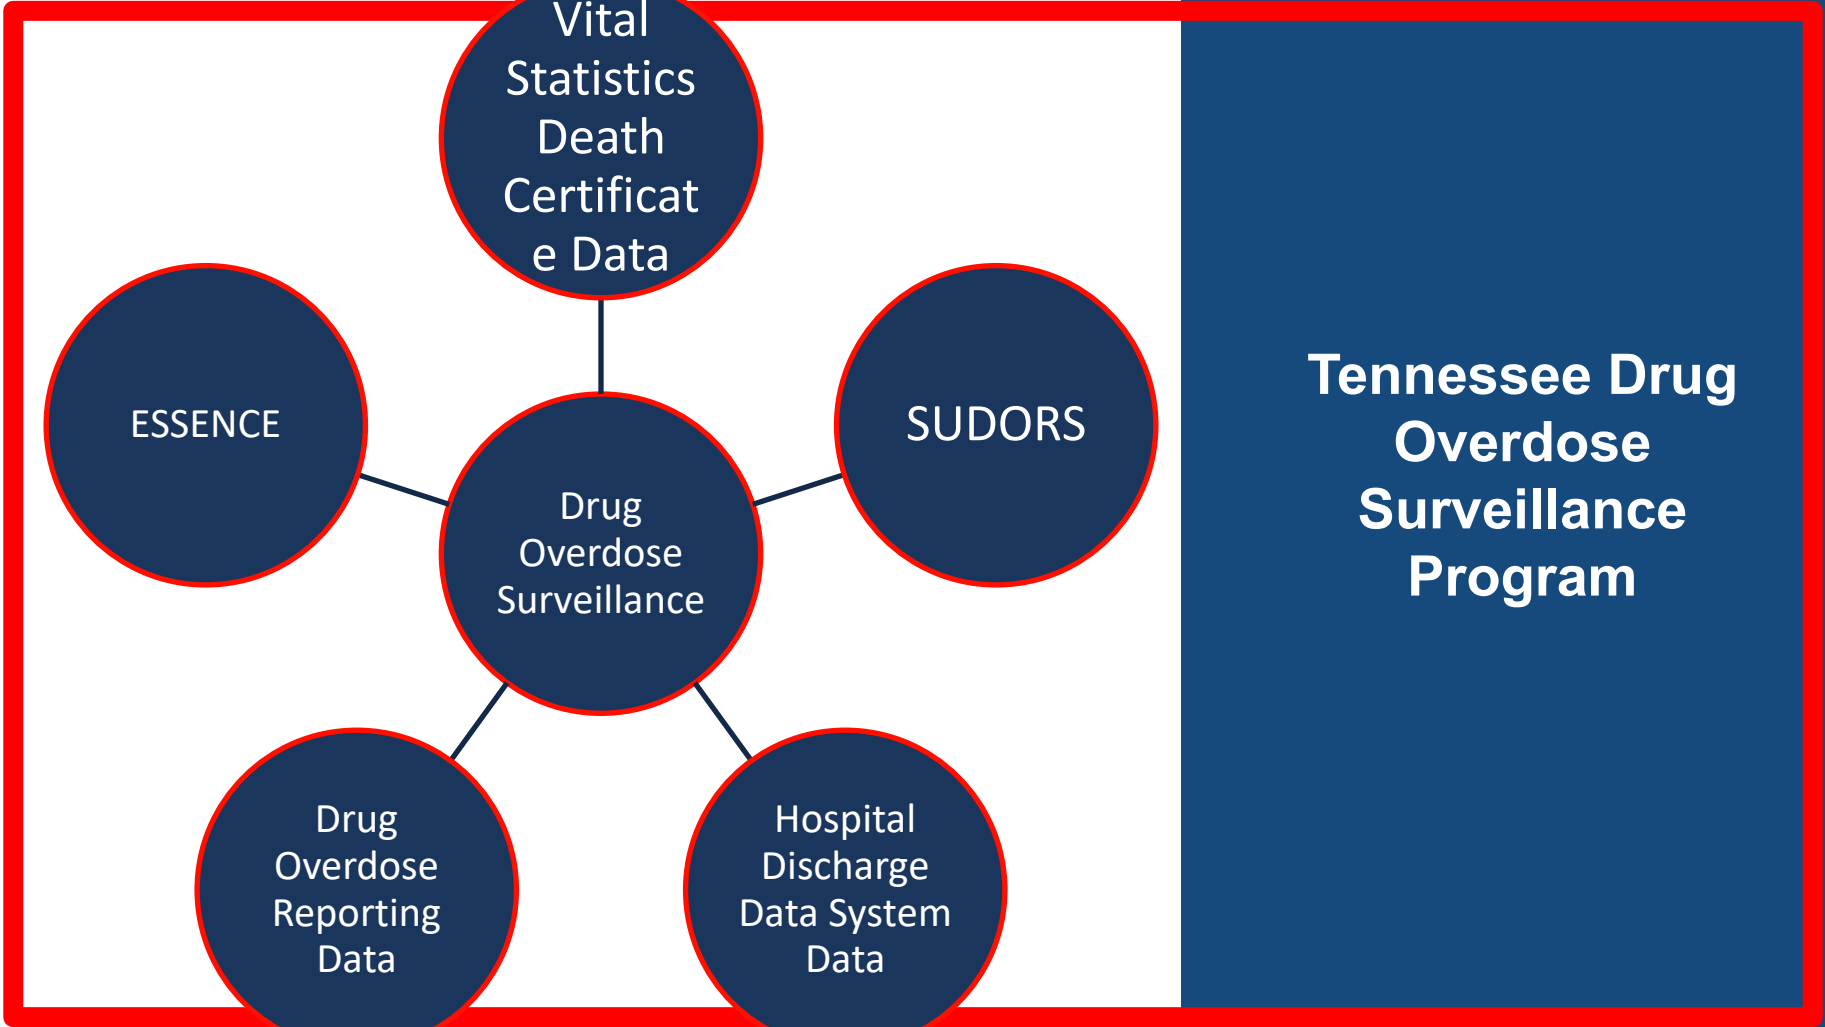 Vital
Statistics
Death
Certificat
e Data
ESSENCE
SUDORS
Drug
Overdose
Surveillance
Drug
Overdose
Reporting
Data
Hospital
Discharge
Data System
Data
Tennessee Drug
Overdose
Surveillance
Program